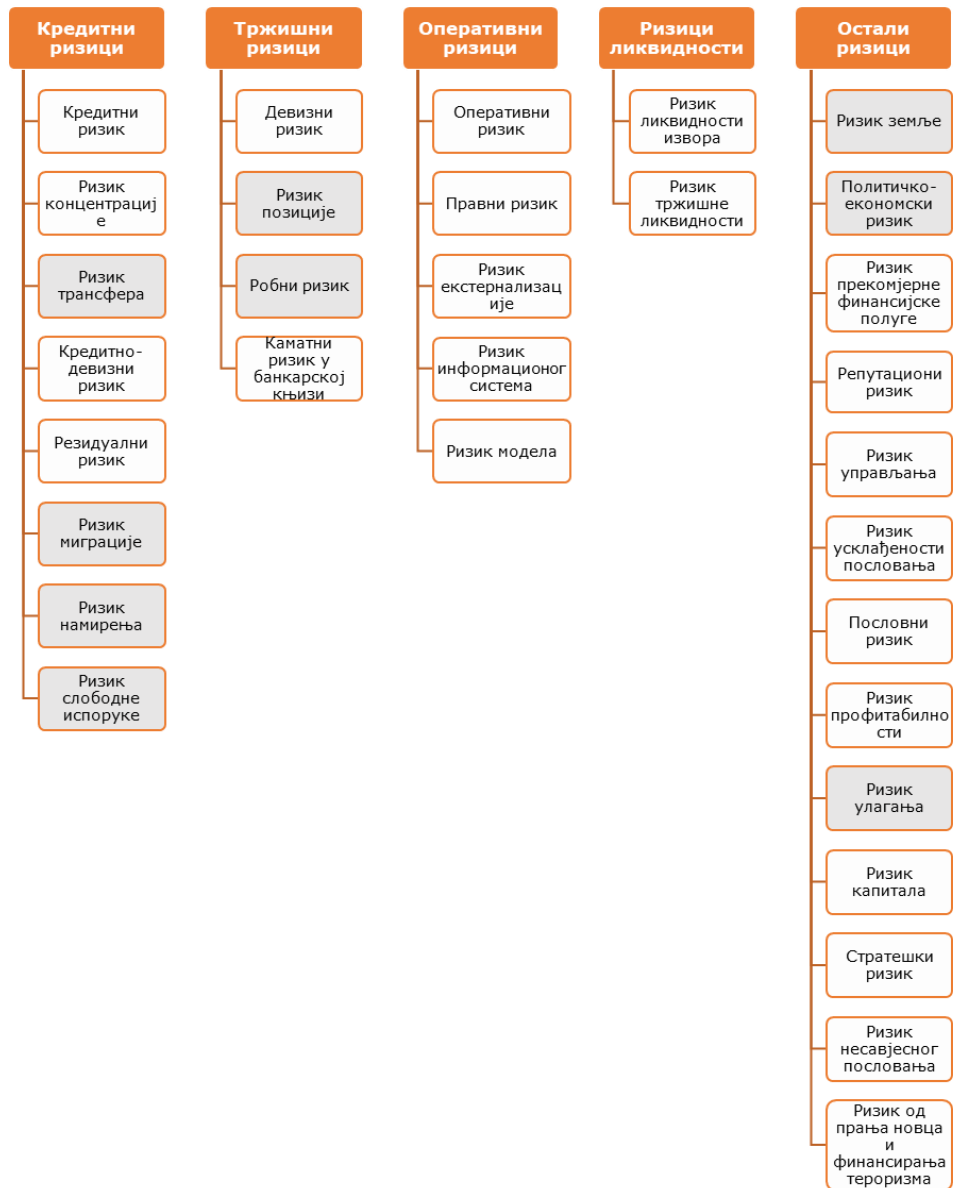 Кредитни
ризици
Кредитни
ризик
Ризик
концентрациј
е
Ризик
трансфера
Кредитно-
девизни
ризик
Резидуални
ризик
Ризик
миграције
Ризик
намирења
Ризик
слободне
испоруке
Тржишни
ризици
Девизни
ризик
Ризик
позиције
Робни ризик
Каматни
ризик у
банкарској
књизи
Оперативни
ризици
Оперативни
ризик
Правни ризик
Ризик
екстернализац
ије
Ризик
информационог
система
Ризик модела
Ризици
ликвидности
Ризик
ликвидности
извора
Ризик
тржишне
ликвидности
Остали
ризици
Ризик земље
Политичко-
економски
ризик
Ризик
прекомјерне
финансијске
полуге
Репутациони
ризик
Ризик
управљања
Ризик
усклађености
пословања
Пословни
ризик
Ризик
профитабилно
сти
Ризик
улагања
Ризик
капитала
Стратешки
ризик
Ризик
несавјесног
пословања
Ризик од
прања новца
и
финансирања
тероризма